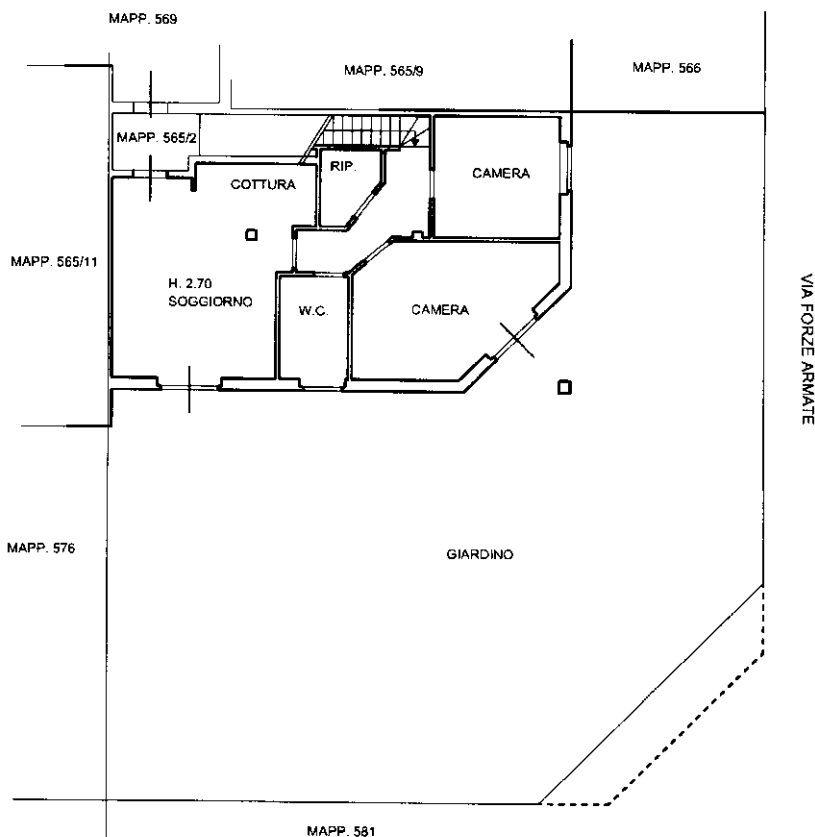 MAPP. 569
MAPP. 565/9
MAPP. 566
MAPP. 565/2
RIP.
CAMERA
COTTURA
MAPP. 565/11
H. 2.70
SOGGIORNO
W.C.
CAMERA
VIA FORZE ARMATE
MAPP. 576
GIARDINO
MAPP. 581